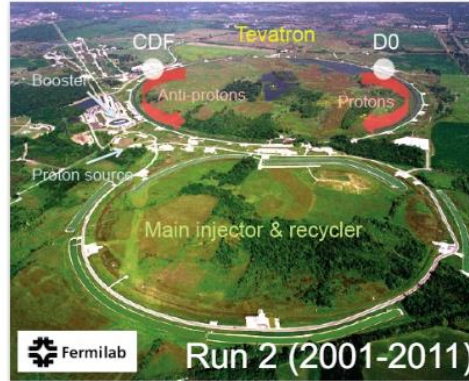 CDF
Tevatron
D0
Booster
Anti-protons
Protons
Proton source
Main injector & recycler
Fermilab
Run 2 (2001-2011)